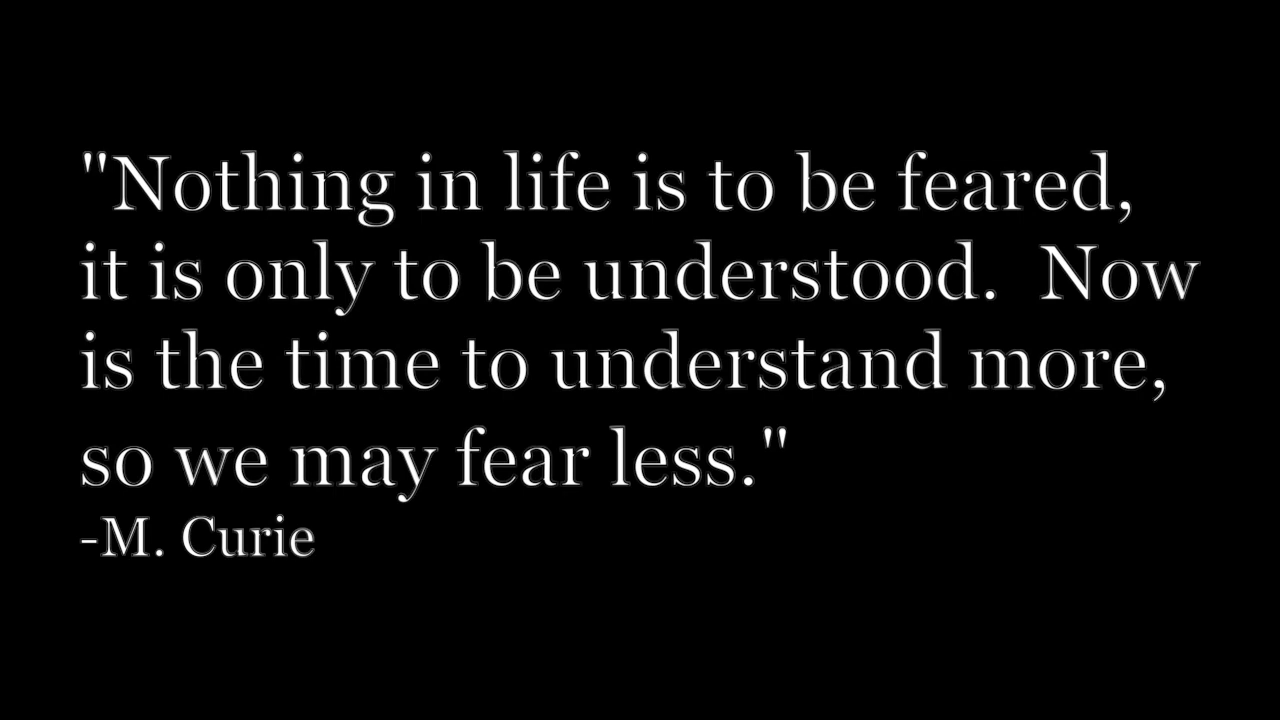 "Nothing in life is to be feared,
it is only to be understood.  Now
is the time to understand more,
so we may fear less."
-M. Curie